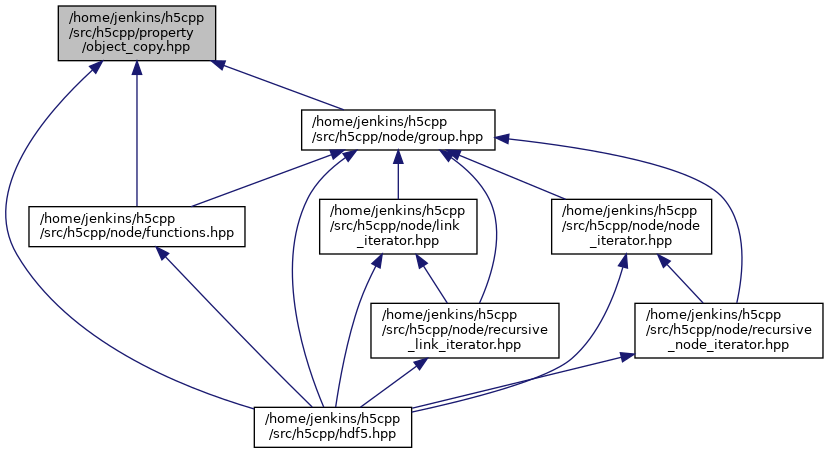 /home/jenkins/h5cpp
/src/h5cpp/property
/object_copy.hpp
/home/jenkins/h5cpp
/src/h5cpp/node/group.hpp
/home/jenkins/h5cpp
/src/h5cpp/node/functions.hpp
/home/jenkins/h5cpp
/src/h5cpp/node/link
_iterator.hpp
/home/jenkins/h5cpp
/src/h5cpp/node/node
_iterator.hpp
/home/jenkins/h5cpp
/src/h5cpp/node/recursive
_link_iterator.hpp
/home/jenkins/h5cpp
/src/h5cpp/node/recursive
_node_iterator.hpp
/home/jenkins/h5cpp
/src/h5cpp/hdf5.hpp